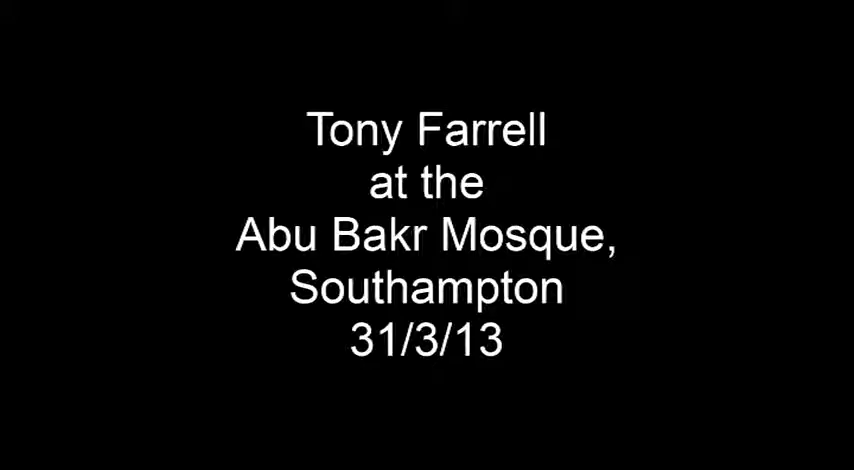 Tony Farrell
at the
Abu Bakr Mosque,
Southampton
31/3/13